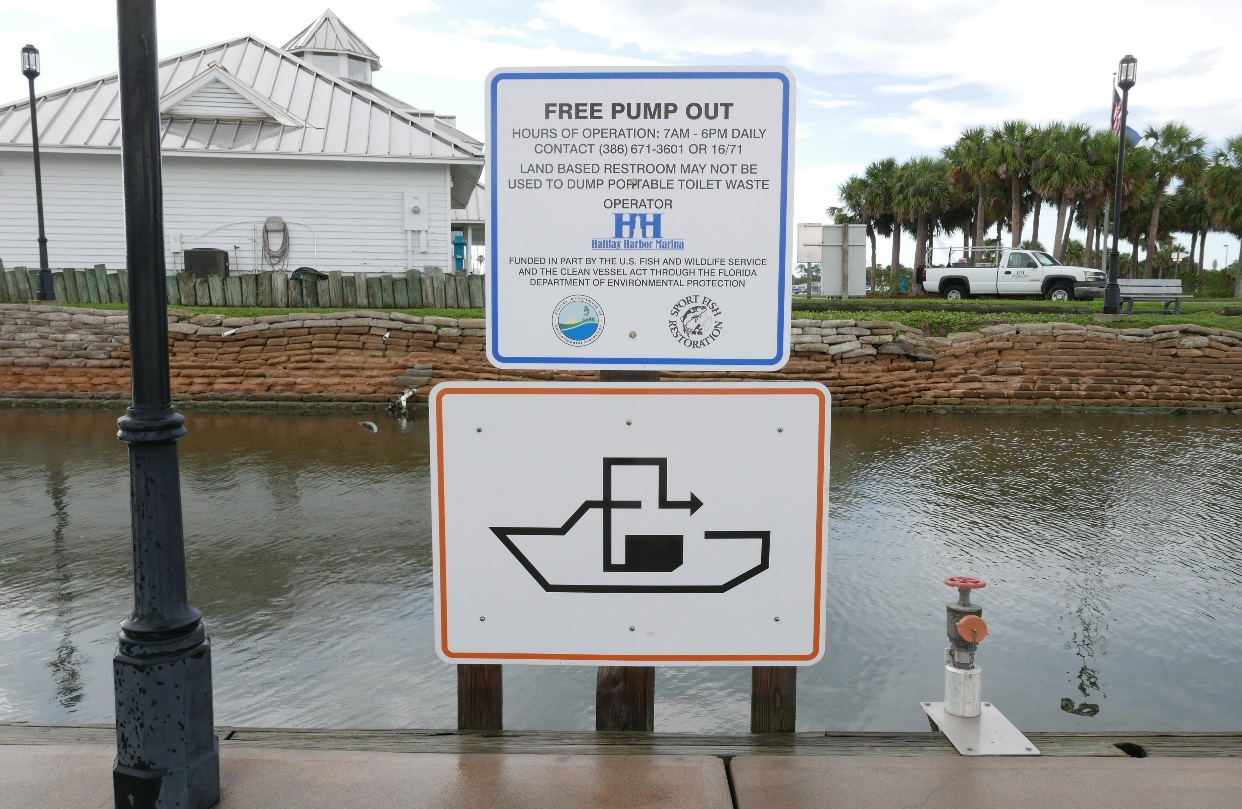 FREE PUMP OUT
HOURS OF OPERATION: 7AM - 6PM DAILY
CONTACT (386) 671-3601 OR 16/71
LAND BASED RESTROOM MAY NOT BE
USED TO DUMP PORTABLE TOILET WASTE
OPERATOR
HH
Halifax Harbor Marina
FUNDED IN PART BY THE U.S. FISH AND WILDLIFE SERVICE
AND THE CLEAN VESSEL ACT THROUGH THE FLORIDA
DEPARTMENT OF ENVIRONMENTAL PROTECTION
SPORT FISH
RESTORATION